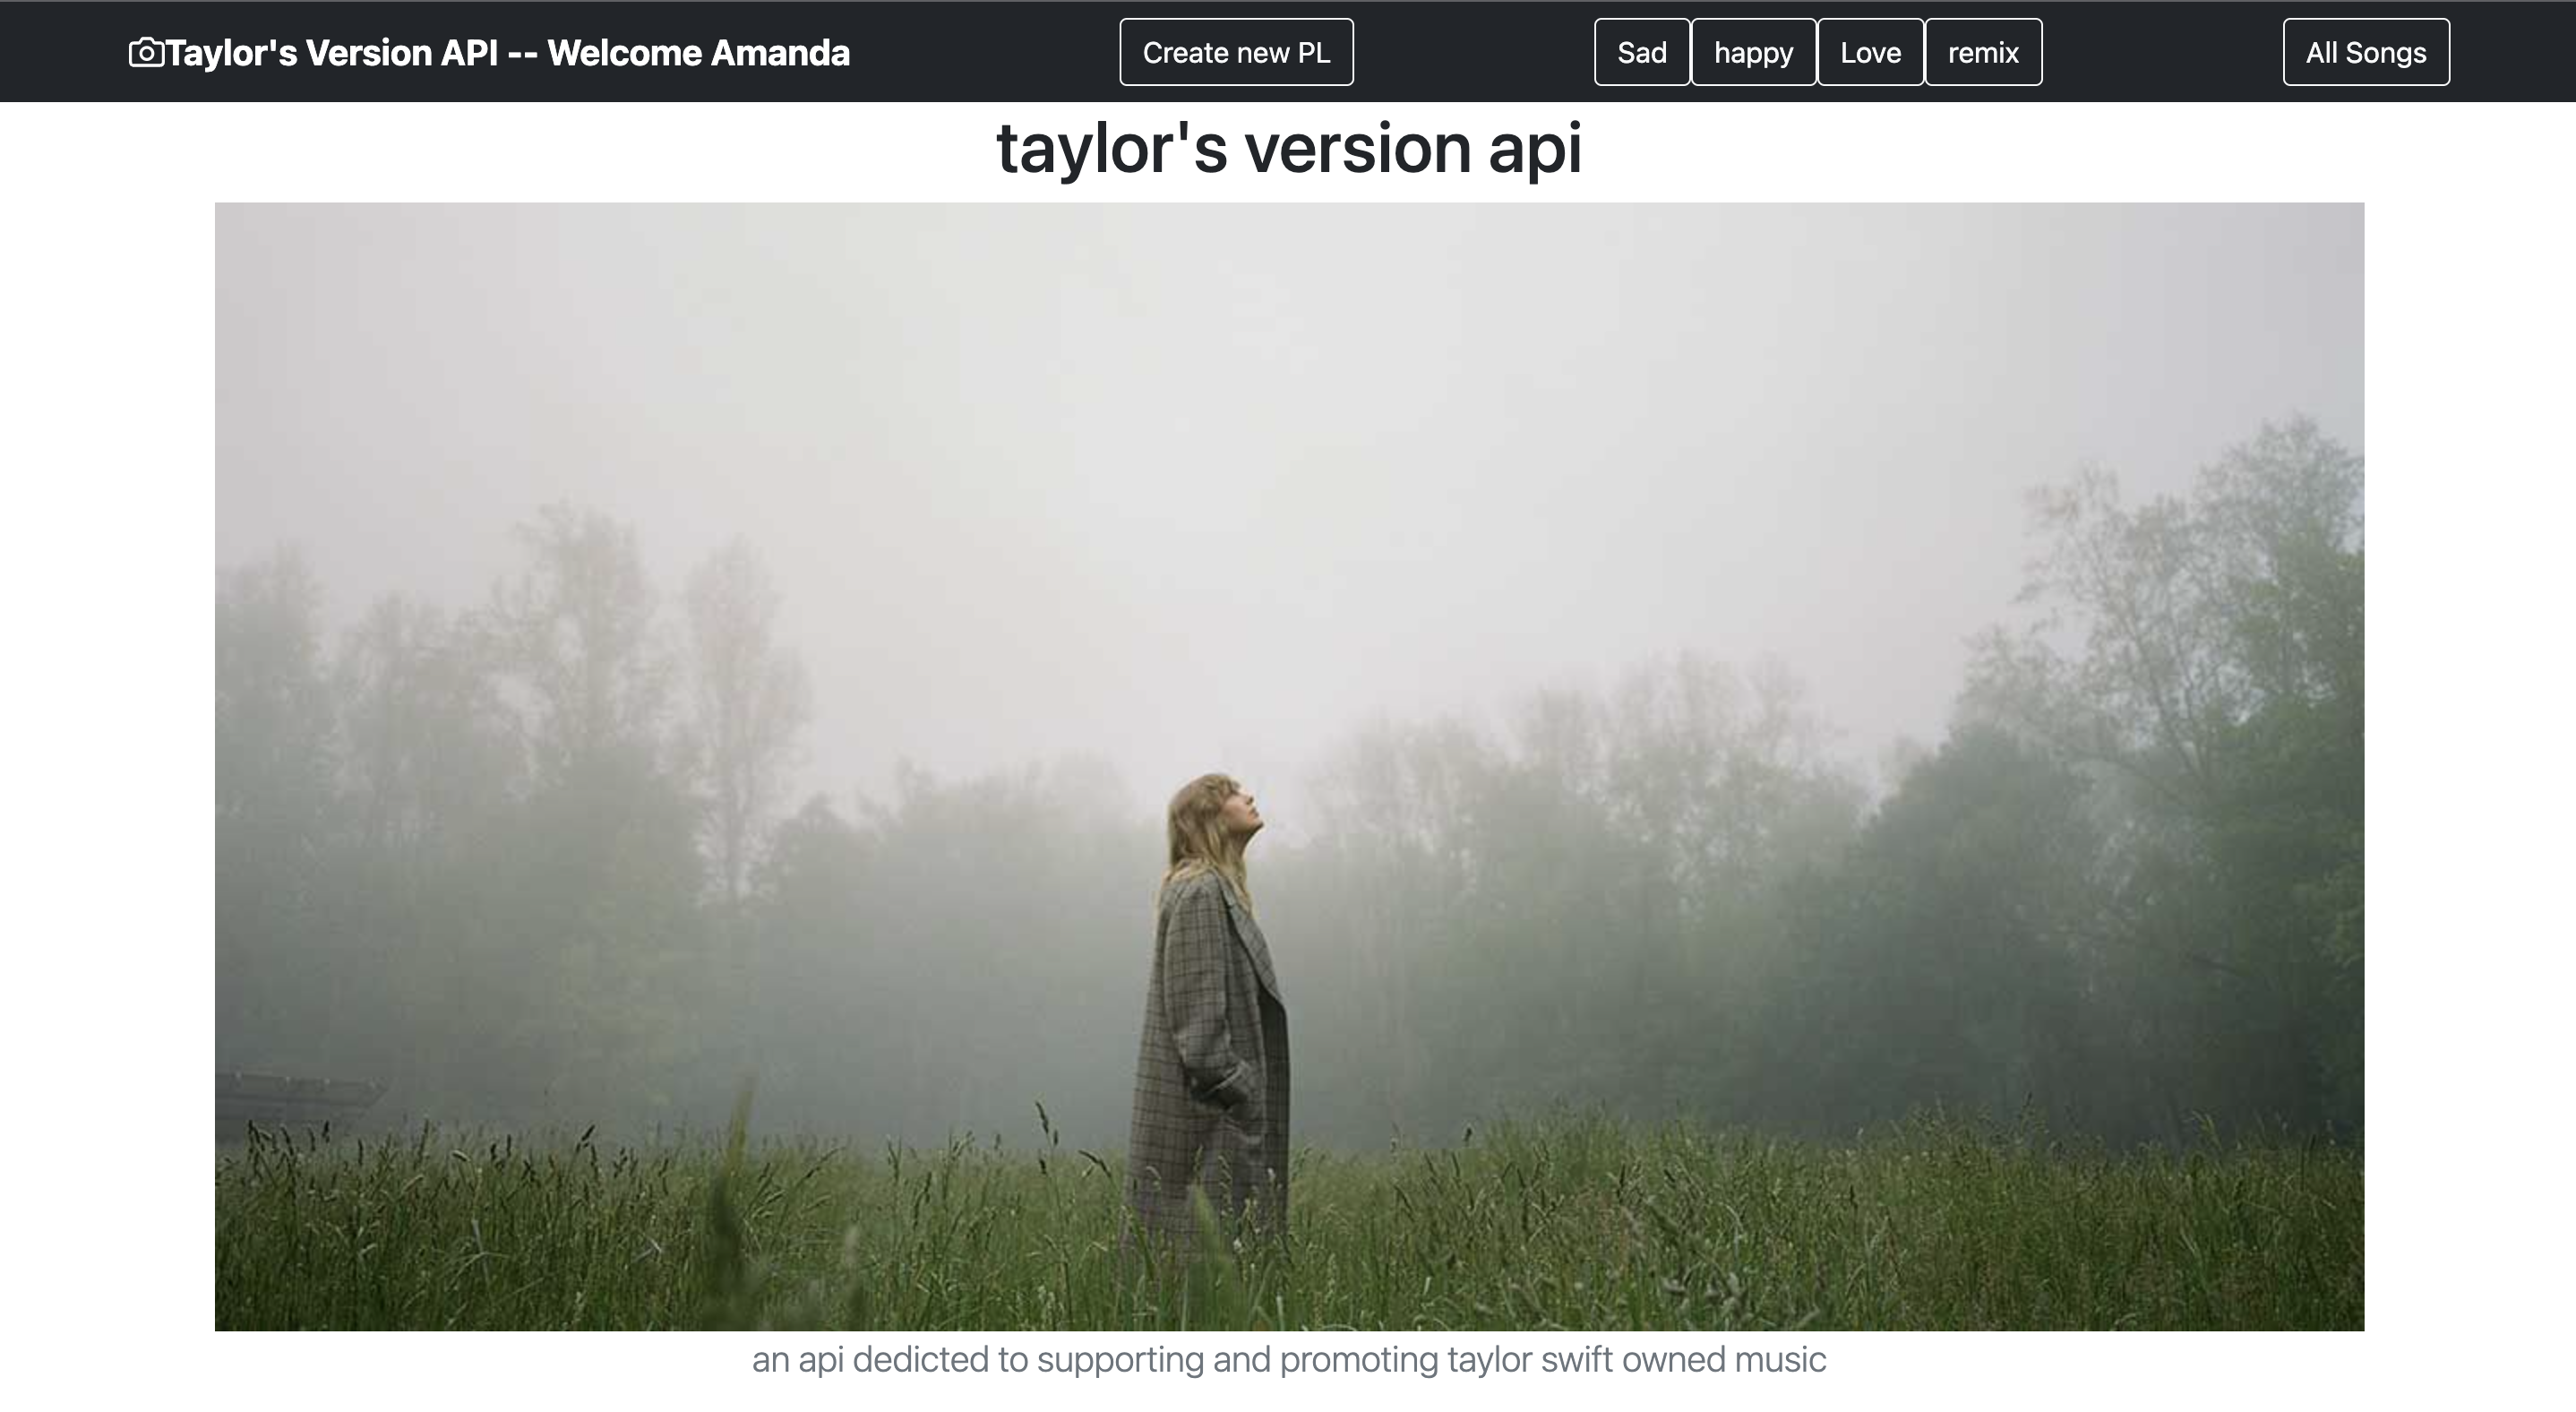 Taylor's Version API -- Welcome Amanda
Create new PL
Sad
happy
Love
remix
All Songs
taylor's version api
an api dedicted to supporting and promoting taylor swift owned music